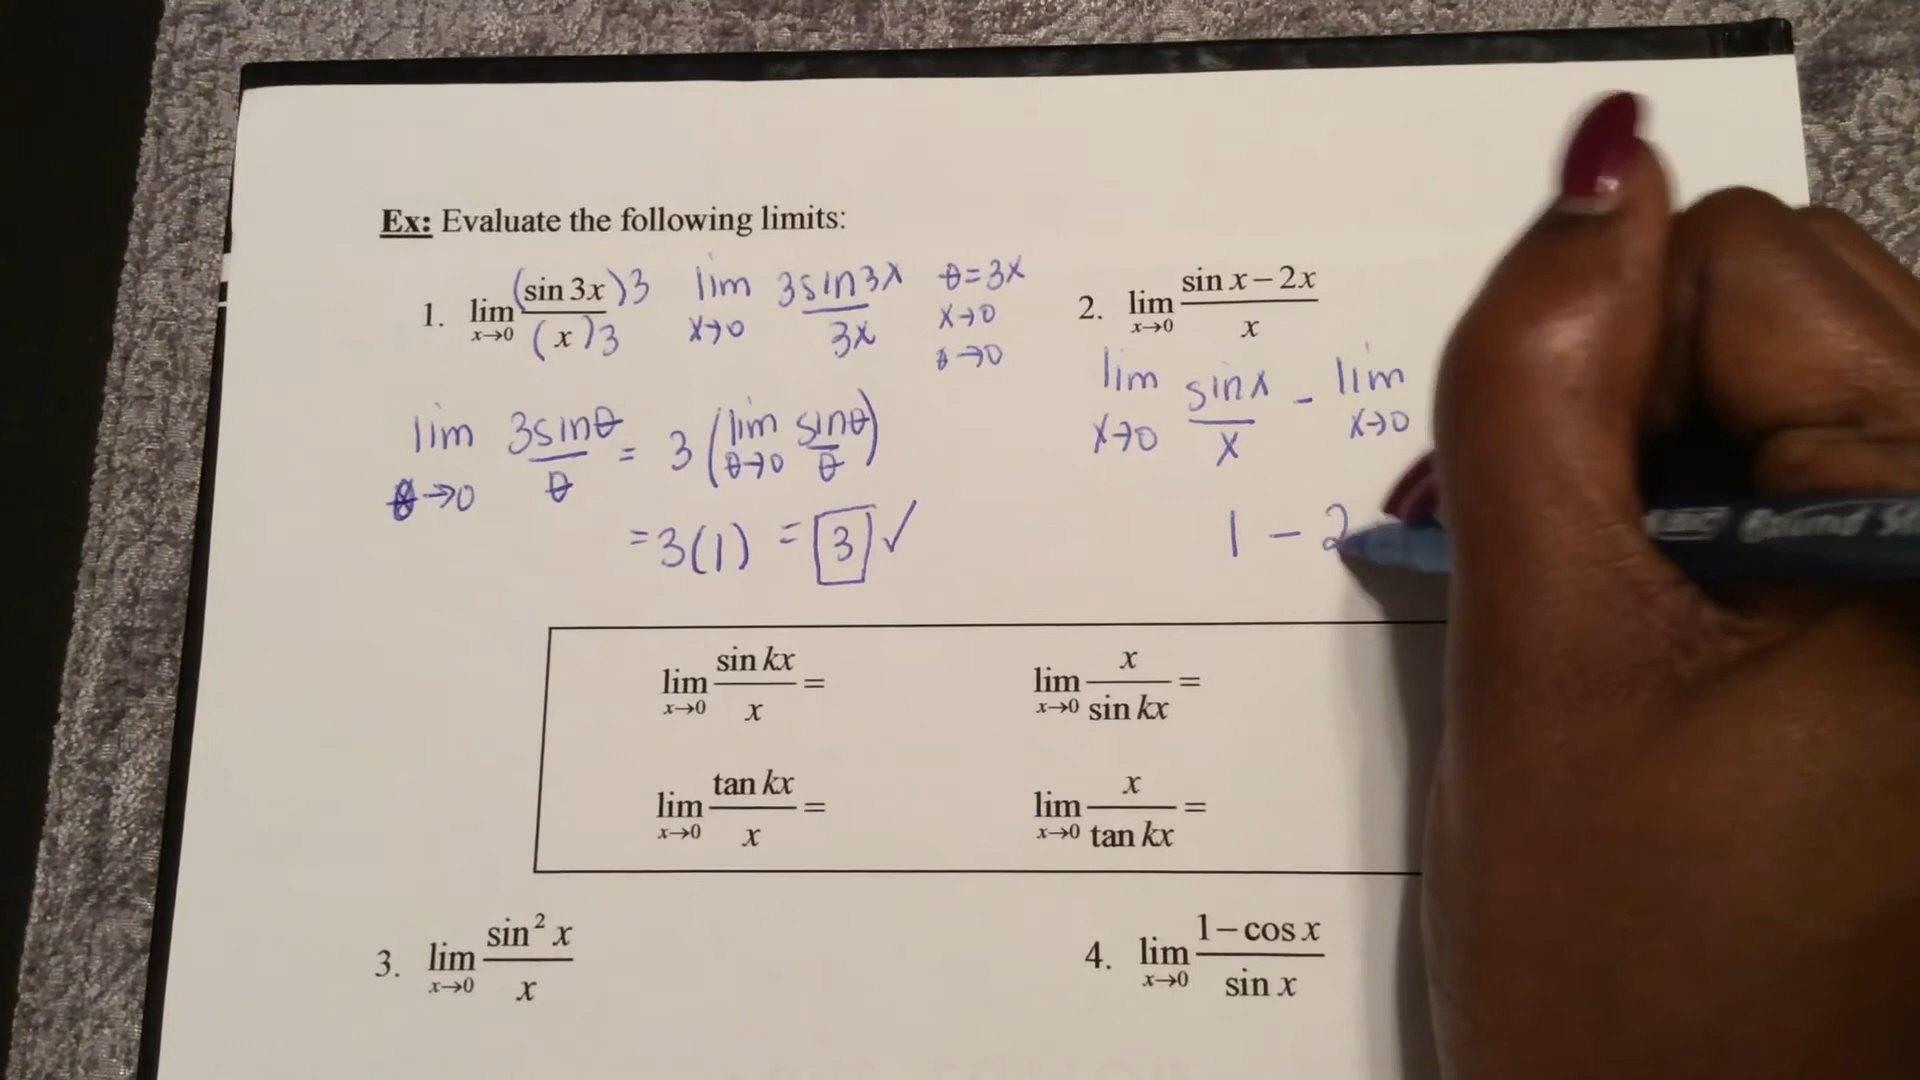 Ex: Evaluate the following limits:
1. lim x→0 (sin 3x)3 / (x)3
lim x→0 3sin3x / 3x
θ=3x
x→0
θ→0
lim θ→0 3sinθ / θ = 3 (lim θ→0 sinθ / θ)
=3(1) = 3 ✓
2. lim x→0 sin x – 2x / x
lim x→0 sinx / x - lim x→0
1 – 2
lim x→0 sin kx / x =
lim x→0 x / sin kx =
lim x→0 tan kx / x =
lim x→0 x / tan kx =
3. lim x→0 sin² x / x
4. lim x→0 1 – cos x / sin x